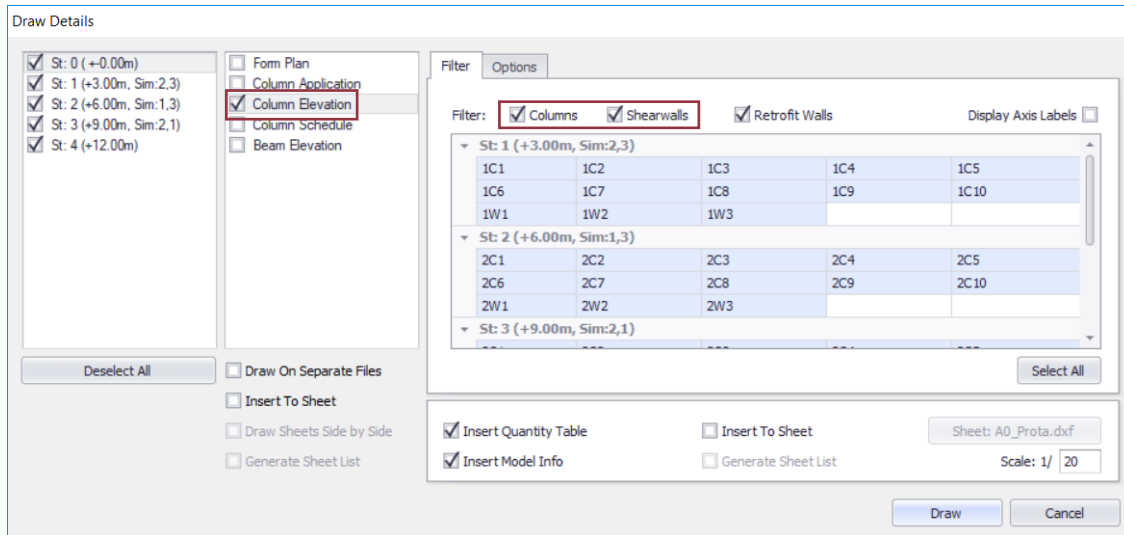 Draw Details
St: 0 ( +-0.00m)
St: 1 (+3.00m, Sim:2,3)
St: 2 (+6.00m, Sim:1,3)
St: 3 (+9.00m, Sim:2,1)
St: 4 (+12.00m)
Deselect All
Form Plan
Column Application
Column Elevation
Column Schedule
Beam Elevation
Draw On Separate Files
Insert To Sheet
Draw Sheets Side by Side
Generate Sheet List
Filter Options
Filter: Columns Shearwalls Retrofit Walls Display Axis Labels
St: 1 (+3.00m, Sim:2,3)
1C1 1C2 1C3 1C4 1C5
1C6 1C7 1C8 1C9 1C10
1W1 1W2 1W3
St: 2 (+6.00m, Sim:1,3)
2C1 2C2 2C3 2C4 2C5
2C6 2C7 2C8 2C9 2C10
2W1 2W2 2W3
St: 3 (+9.00m, Sim:2,1)
Select All
Insert Quantity Table Insert To Sheet Sheet: A0_Prota.dxf
Insert Model Info Generate Sheet List Scale: 1/ 20
Draw Cancel